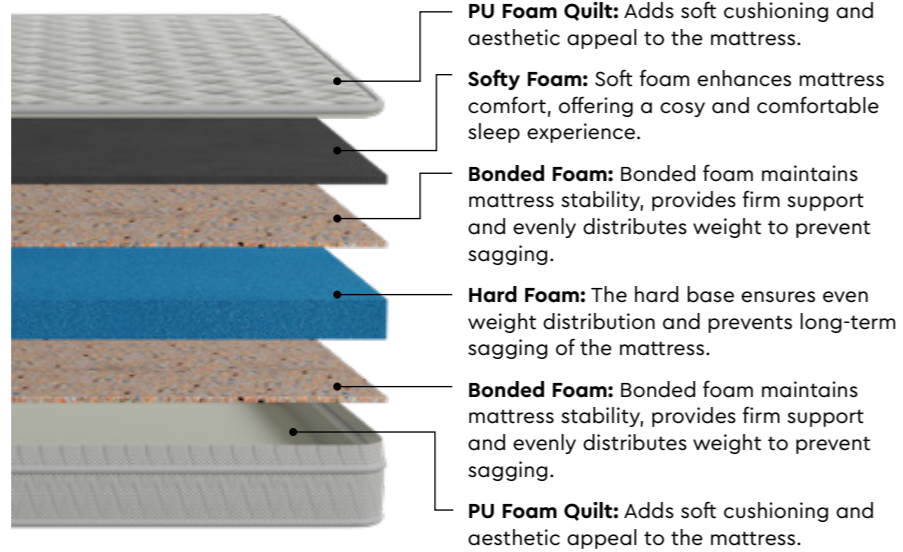 PU Foam Quilt: Adds soft cushioning and
aesthetic appeal to the mattress.
Softy Foam: Soft foam enhances mattress
comfort, offering a cosy and comfortable
sleep experience.
Bonded Foam: Bonded foam maintains
mattress stability, provides firm support
and evenly distributes weight to prevent
sagging.
Hard Foam: The hard base ensures even
weight distribution and prevents long-term
sagging of the mattress.
Bonded Foam: Bonded foam maintains
mattress stability, provides firm support
and evenly distributes weight to prevent
sagging.
PU Foam Quilt: Adds soft cushioning and
aesthetic appeal to the mattress.